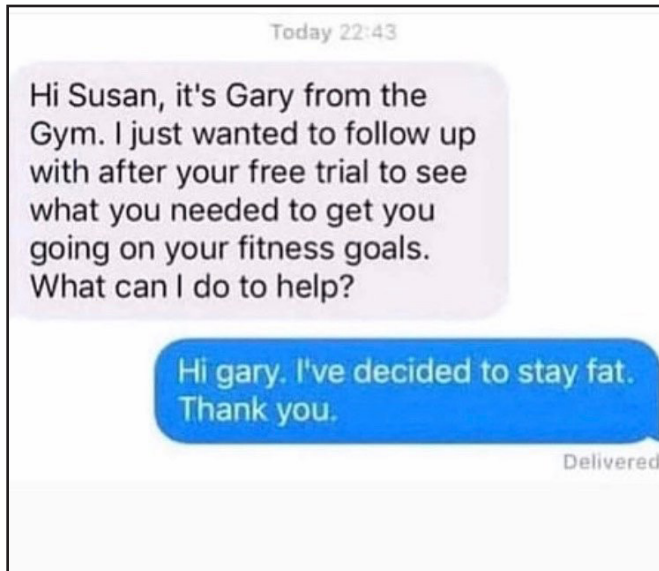 Today 22:43
Hi Susan, it's Gary from the
Gym. I just wanted to follow up
with after your free trial to see
what you needed to get you
going on your fitness goals.
What can I do to help?
Hi gary. I've decided to stay fat.
Thank you.
Delivered